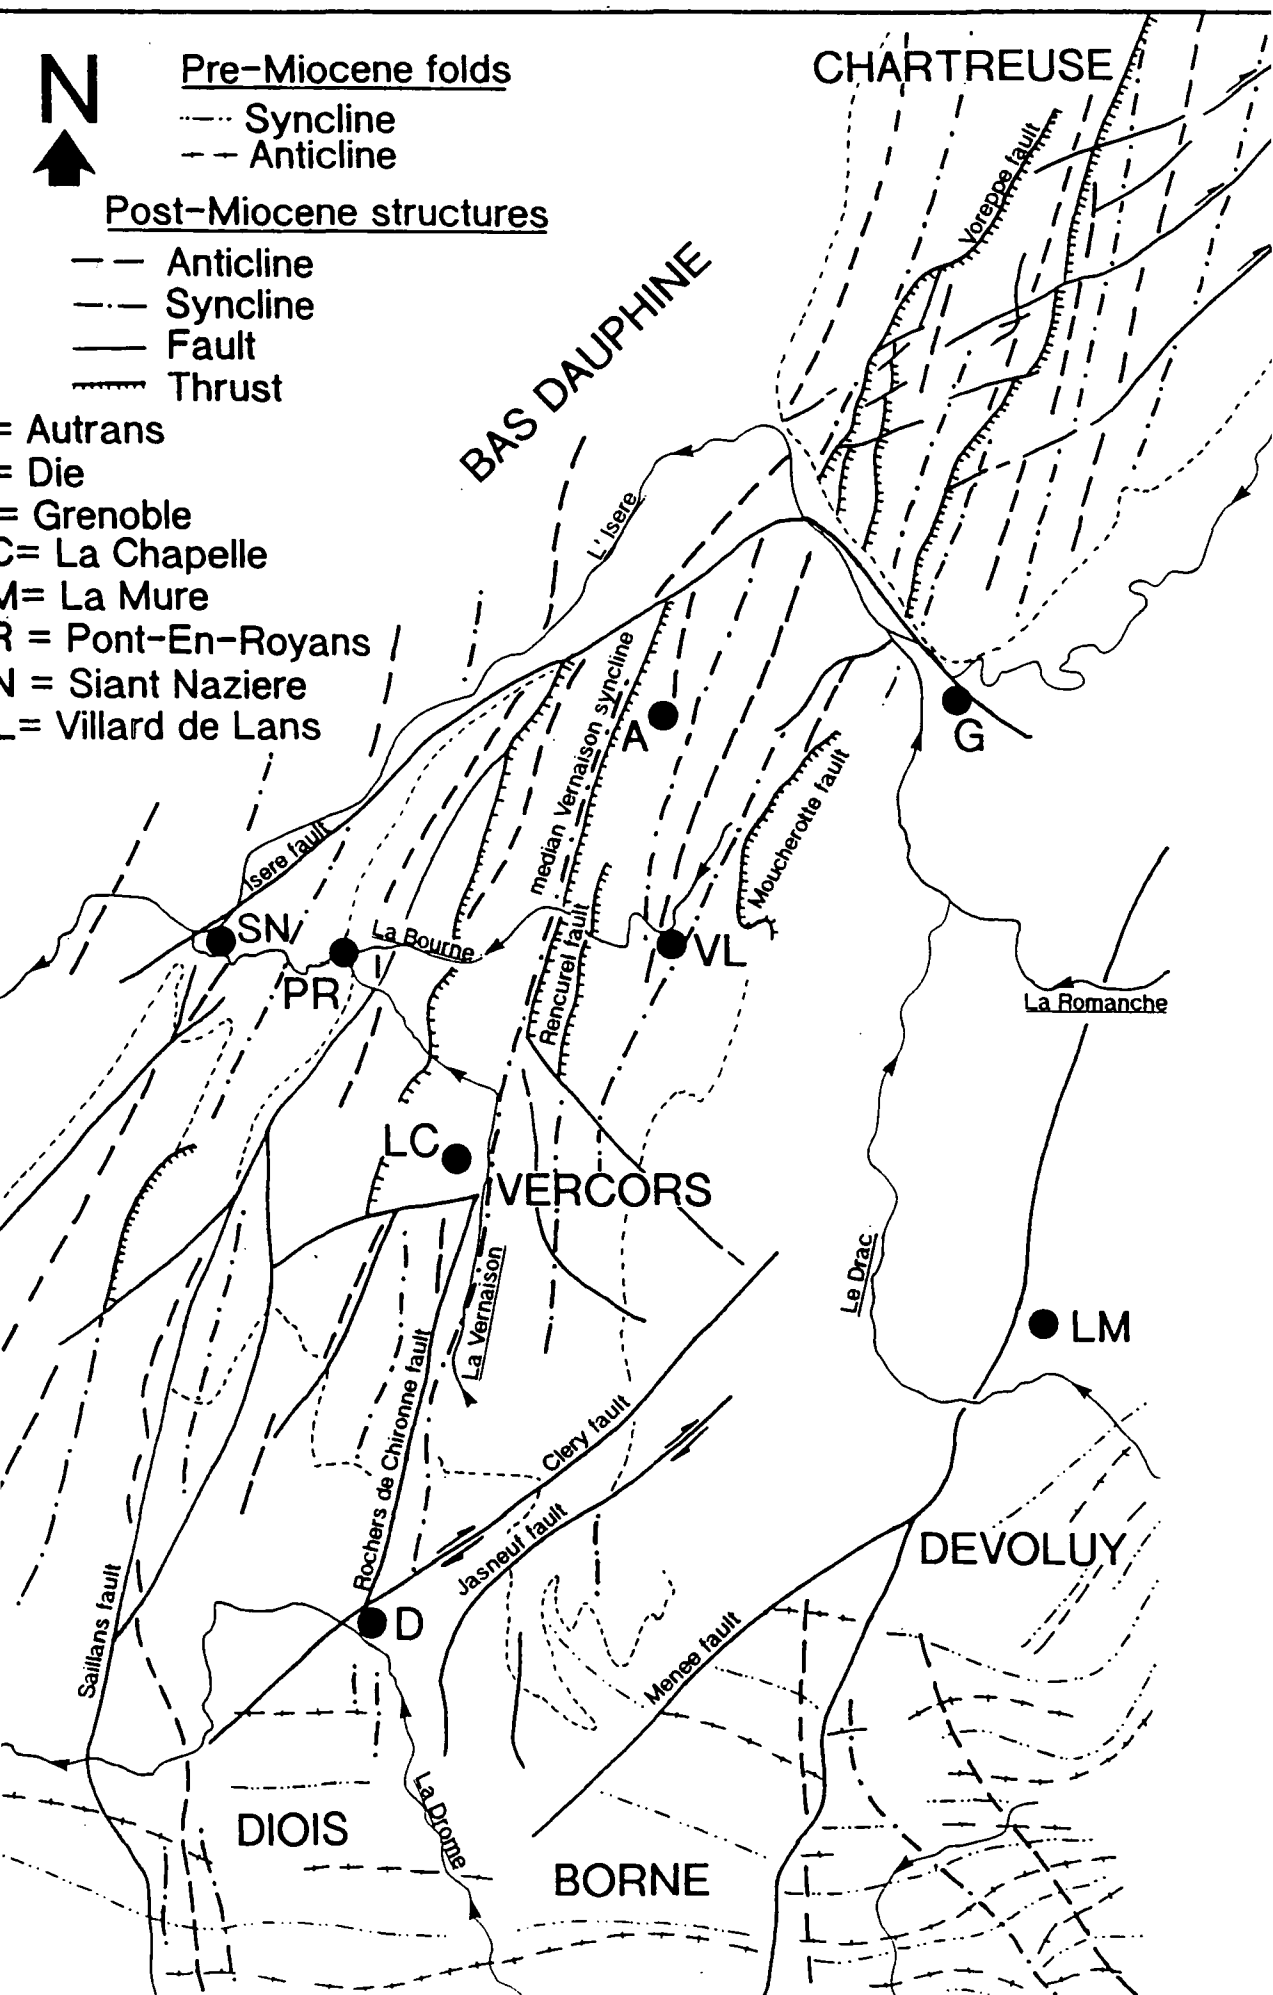 N
Pre-Miocene folds
Syncline
Anticline
Post-Miocene structures
Anticline
Syncline
Fault
Thrust
= Autrans
= Die
= Grenoble
C= La Chapelle
M= La Mure
R = Pont-En-Royans
N = Siant Naziere
L= Villard de Lans
CHARTREUSE
Voreppe fault
BAS DAUPHINE
L'Isere
median Vernaison syncline
A
G
Moucherotte fault
Isere fault
SN
La Bourne
VL
PR
Rencurel fault
La Romanche
LC
VERCORS
La Vernaison
Le Drac
LM
Rochers de Chironne fault
Clery fault
Jasneuf fault
DEVOLUY
Saillans fault
D
Menee fault
La Drome
DIOIS
BORNE